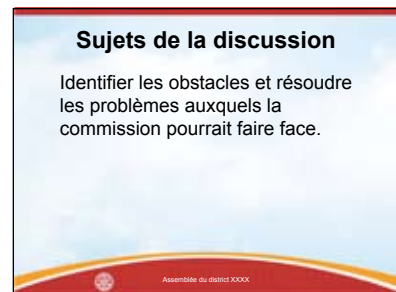 Sujets de la discussion
Identifier les obstacles et résoudre
les problèmes auxquels la
commission pourrait faire face.
Assemblée du district XXXX